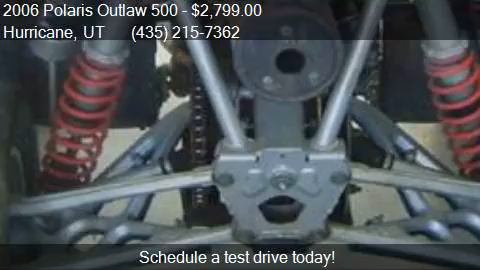 2006 Polaris Outlaw 500 - $2,799.00
Hurricane, UT (435) 215-7362
Schedule a test drive today!